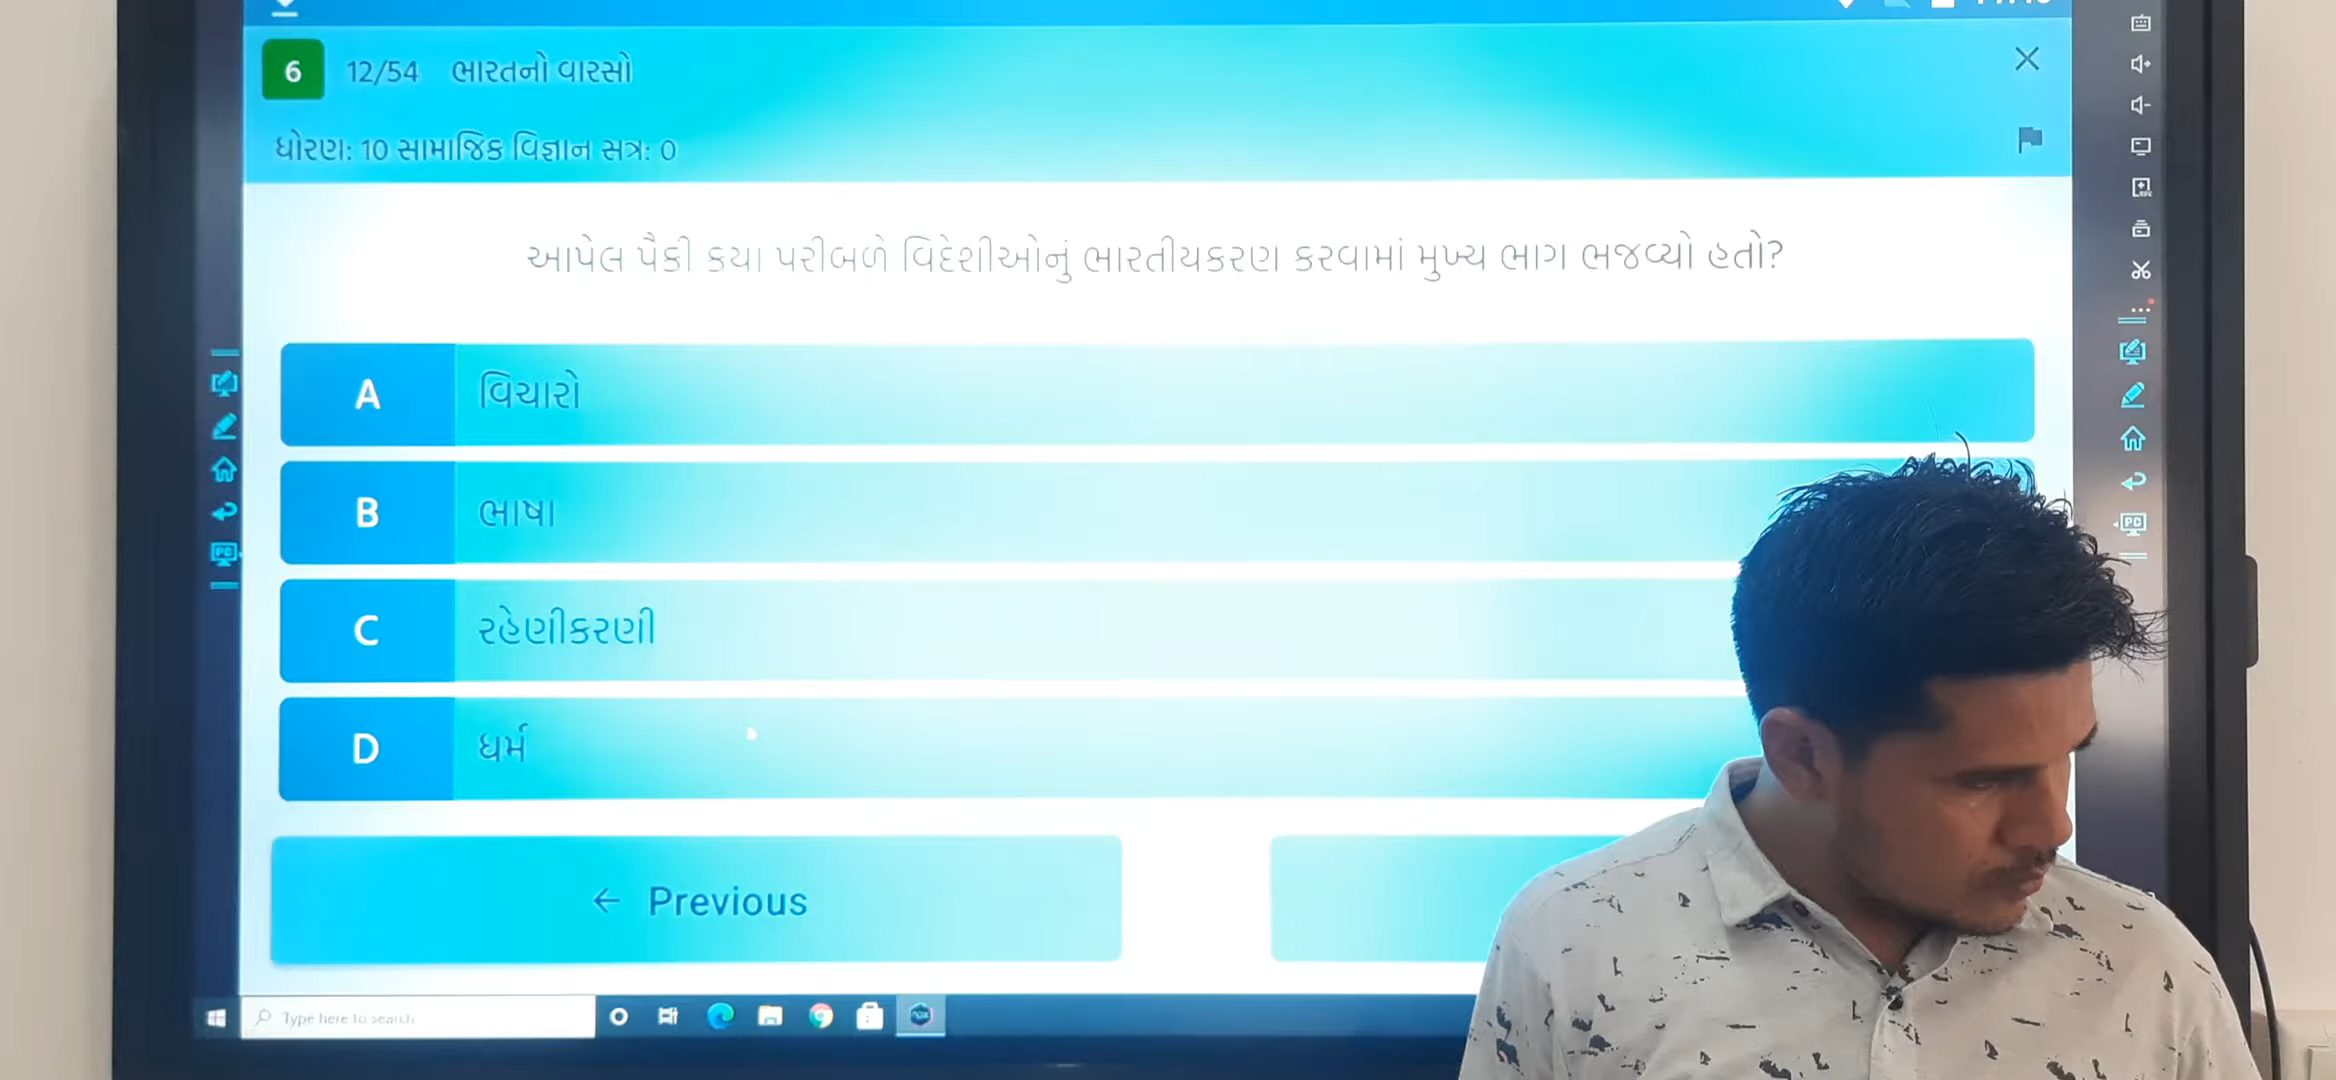 6 12/54 ભારતનો વારસો
ધોરણ: 10 સામાજિક વિજ્ઞાન સત્ર: 0
આપેલ પૈકી કયા પરીબળે વિદેશીઓનું ભારતીયકરણ કરવામાં મુખ્ય ભાગ ભજવ્યો હતો?
A વિચારો
B ભાષા
C રહેણીકરણી
D ધર્મ
← Previous
Type here to search